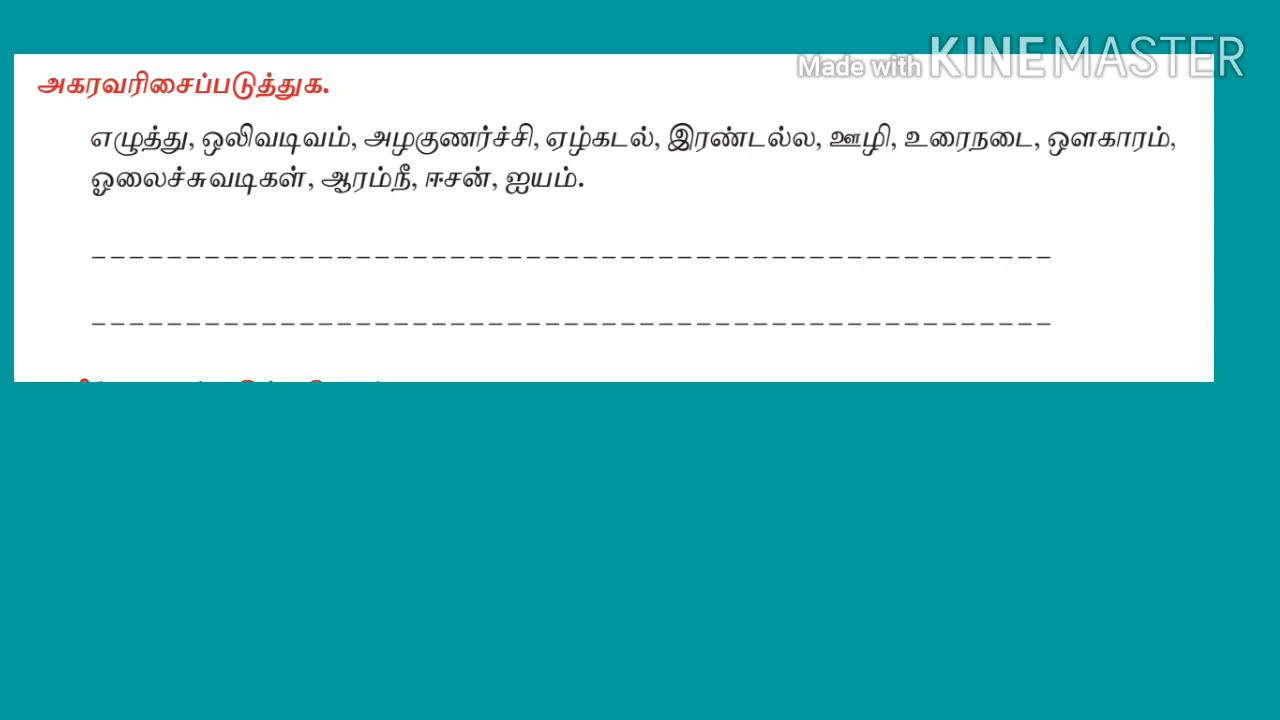 Made with KINEMASTER
அகரவரிசைப்படுத்துக.
எழுத்து, ஒலிவடிவம், அழகுணர்ச்சி, ஏழ்கடல், இரண்டல்ல, ஊழி, உரைநடை, ஔகாரம்,
ஓலைச்சுவடிகள், ஆரம்நீ, ஈசன், ஐயம்.